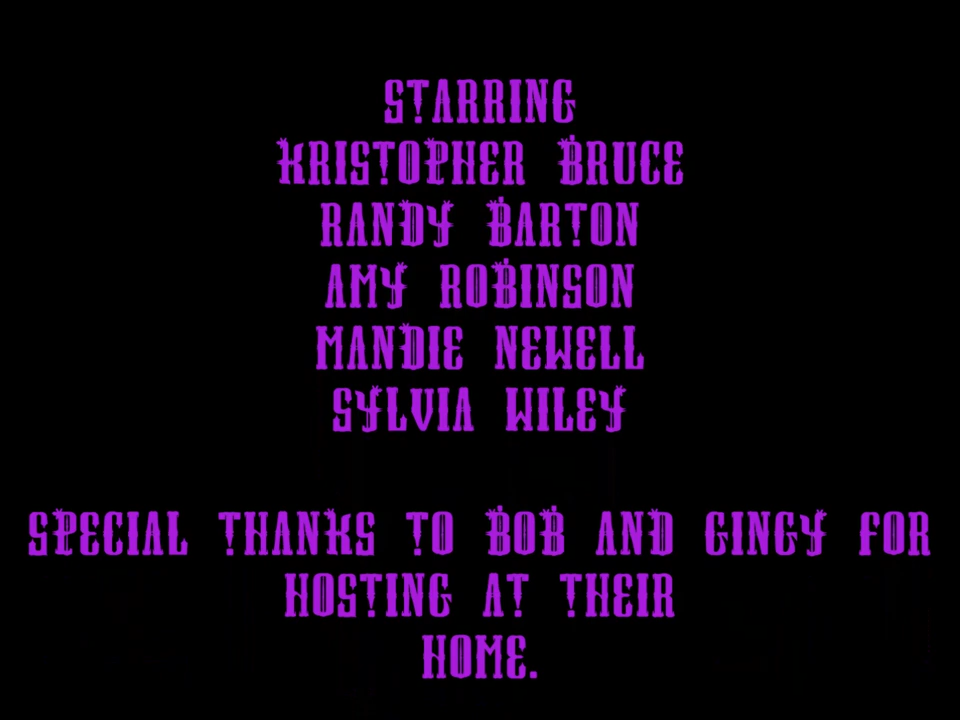 STARRING
KRISTOPHER BRUCE
RANDY BARTON
AMY ROBINSON
MANDIE NEWELL
SYLVIA WILEY
SPECIAL THANKS TO BOB AND GINGY FOR
HOSTING AT THEIR
HOME.